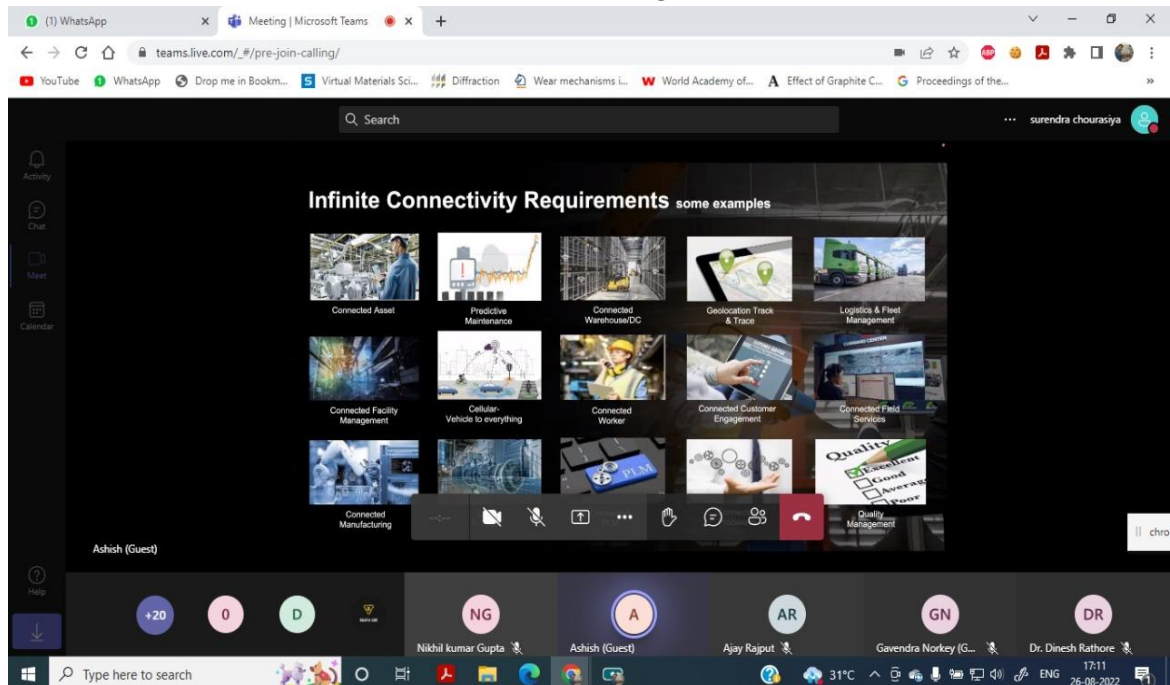 (1) WhatsApp
Meeting | Microsoft Teams
teams.live.com/_#/pre-join-calling/
ABP
YouTube
WhatsApp
Drop me in Bookm...
Virtual Materials Sci...
Diffraction
Wear mechanisms i...
World Academy of...
Effect of Graphite C...
Proceedings of the...
Search
surendra chourasiya
Activity
Chat
Meet
Calendar
Help
Infinite Connectivity Requirements some examples
Connected Asset
Predictive
Maintenance
Connected
Warehouse/DC
Geolocation Track
& Trace
Logistics & Fleet
Management
Connected Facility
Management
Cellular-
Vehicle to everything
Connected
Worker
Connected Customer
Engagement
Connected Field
Services
PLM
Quality
Excellent
Good
Average
Poor
Connected
Manufacturing
Quality
Management
Ashish (Guest)
chro
+20
0
D
NG
A
AR
GN
DR
Nikhil kumar Gupta
Ashish (Guest)
Ajay Rajput
Gavendra Norkey (G...
Dr. Dinesh Rathore
Type here to search
31°C
ENG
17:11
26-08-2022